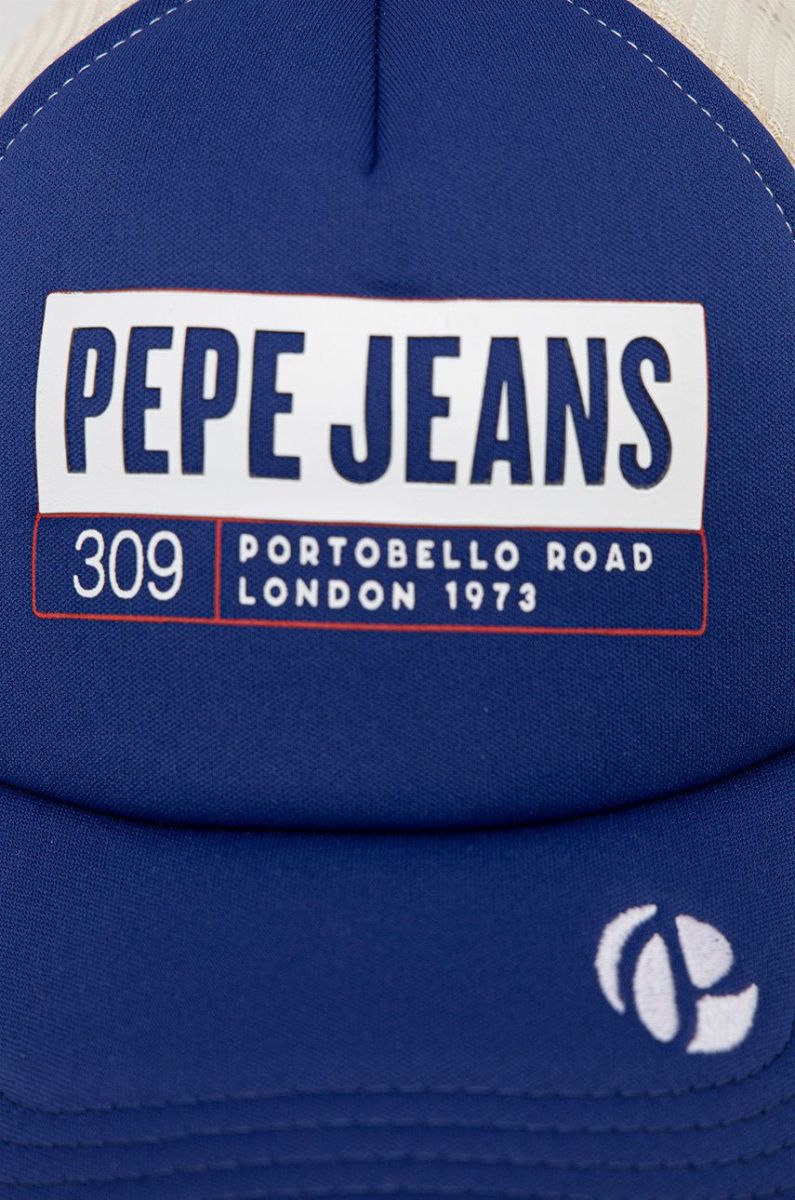 PEPE JEANS
309
PORTOBELLO ROAD
LONDON 1973